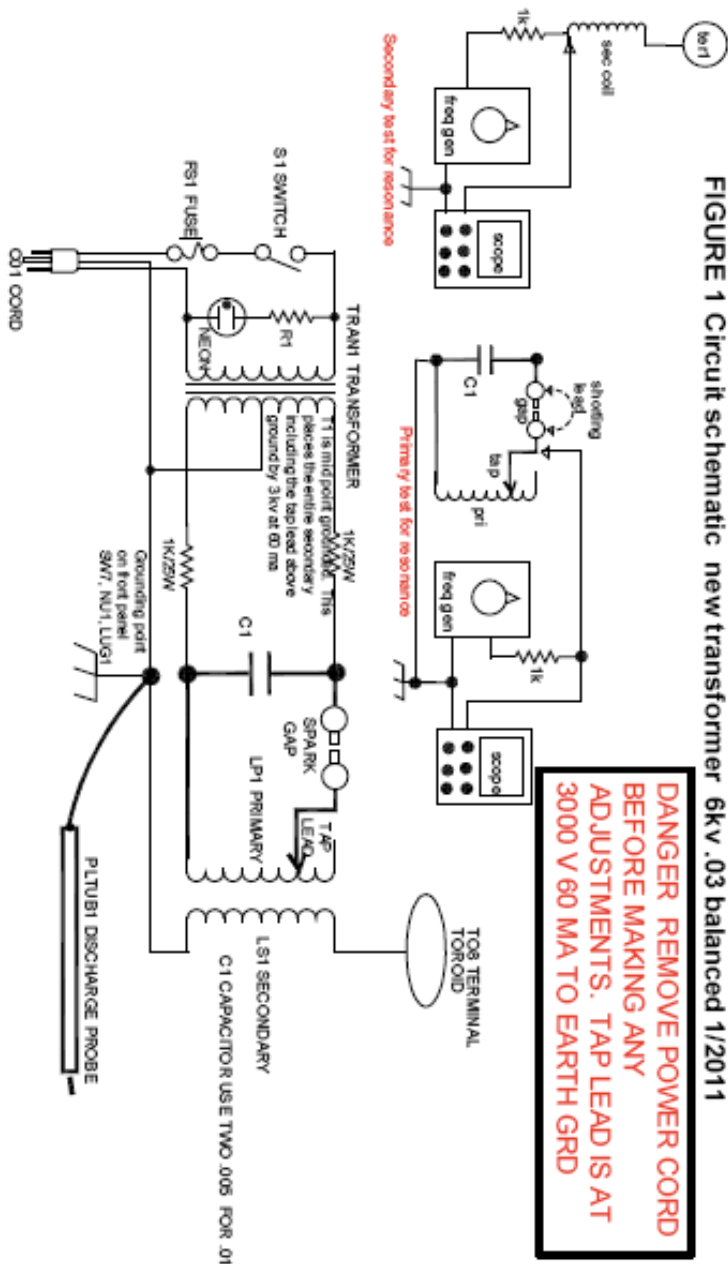 FIGURE 1 Circuit schematic new transformer 6kv .03 balanced 1/2011
ter1
sec coil
1k
freq gen
scope
Secondary test for resonance
shorting
lead
gap
C1
tap
pri
freq gen
1k
scope
Primary test for resonance
DANGER REMOVE POWER CORD
BEFORE MAKING ANY
ADJUSTMENTS. TAP LEAD IS AT
3000 V 60 MA TO EARTH GRD
S1 SWITCH
FS1 FUSE
CO1 CORD
NEON
R1
TRAN1 TRANSFORMER
T1 is midpoint grounded. This
places the entire secondary
including the tap lead above
ground by 3 kv at 60 ma
1K/25W
1K/25W
Grounding point
on front panel
SW7, NU1, LUG1
C1
SPARK
GAP
TAP
LEAD
LP1 PRIMARY
LS1 SECONDARY
C1 CAPACITOR USE TWO .005 FOR .01
TO8 TERMINAL
TOROID
PLTUB1 DISCHARGE PROBE